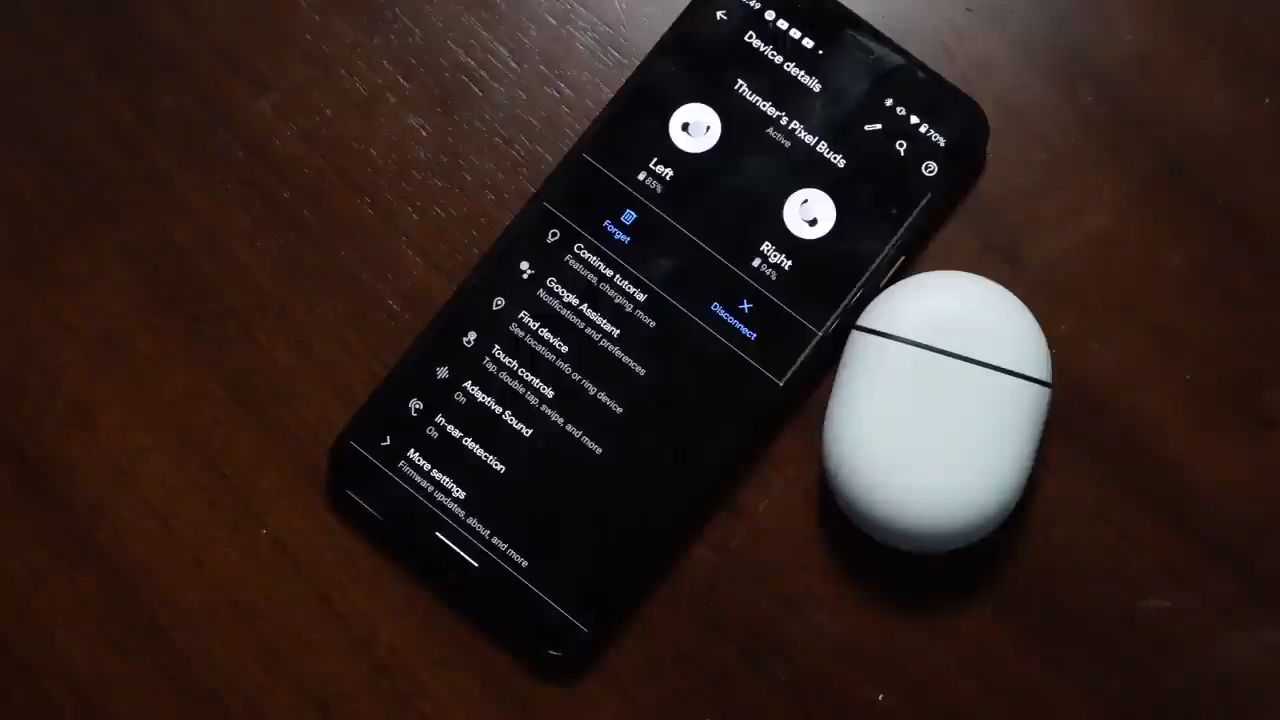 :49
70%
Device details
Thunder's Pixel Buds
Active
Left
85%
Right
94%
Forget
Disconnect
Continue tutorial
Features, charging, more
Google Assistant
Notifications and preferences
Find device
See location info or ring device
Touch controls
Tap, double tap, swipe, and more
Adaptive Sound
On
In-ear detection
On
More settings
Firmware updates, about, and more